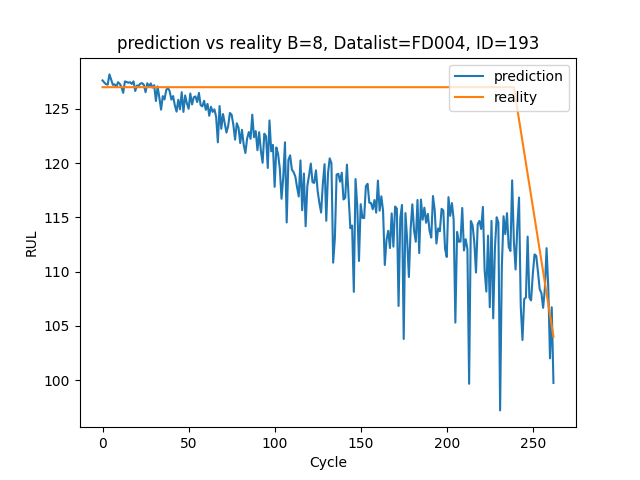 prediction vs reality B=8, Datalist=FD004, ID=193
prediction
reality
RUL
125
120
115
110
105
100
0
50
100
150
200
250
Cycle